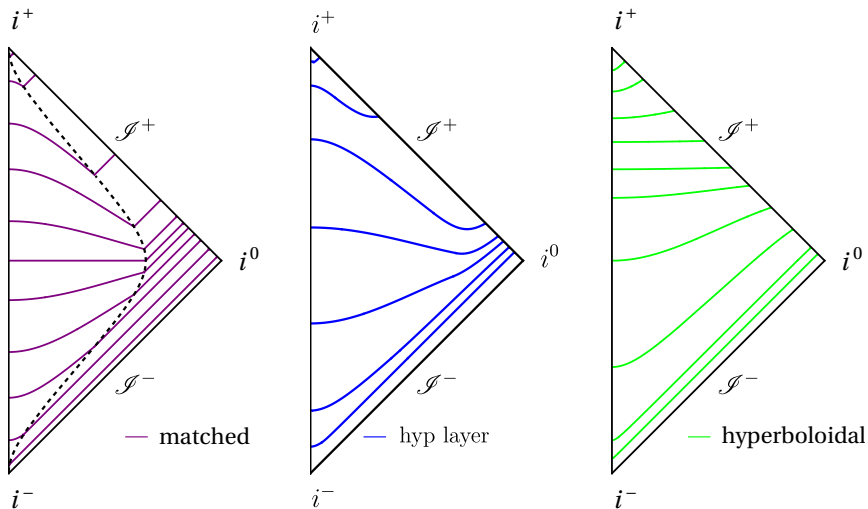 i⁺
𝒥⁺
i⁰
𝒥⁻
matched
i⁻
i⁺
𝒥⁺
i⁰
𝒥⁻
hyp layer
i⁻
i⁺
𝒥⁺
i⁰
𝒥⁻
hyperboloidal
i⁻